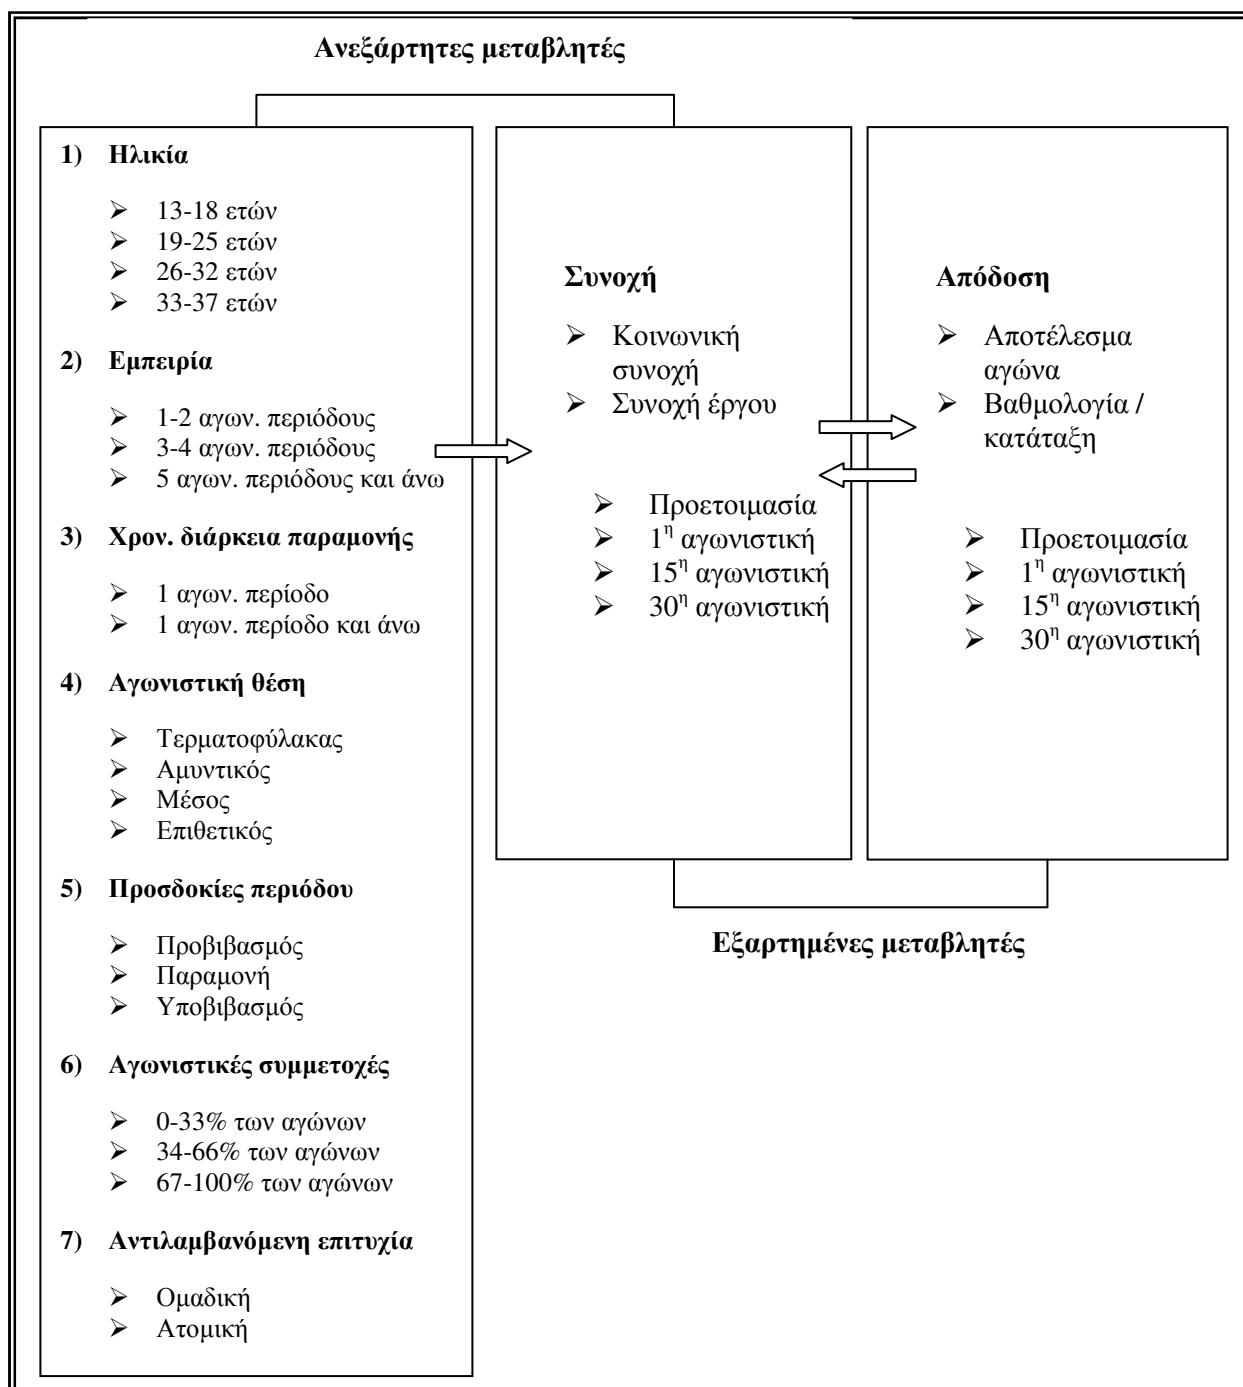 Ανεξάρτητες μεταβλητές
1) Ηλικία
➢ 13-18 ετών
➢ 19-25 ετών
➢ 26-32 ετών
➢ 33-37 ετών
2) Εμπειρία
➢ 1-2 αγων. περιόδους
➢ 3-4 αγων. περιόδους
➢ 5 αγων. περιόδους και άνω
3) Χρον. διάρκεια παραμονής
➢ 1 αγων. περίοδο
➢ 1 αγων. περίοδο και άνω
4) Αγωνιστική θέση
➢ Τερματοφύλακας
➢ Αμυντικός
➢ Μέσος
➢ Επιθετικός
5) Προσδοκίες περιόδου
➢ Προβιβασμός
➢ Παραμονή
➢ Υποβιβασμός
6) Αγωνιστικές συμμετοχές
➢ 0-33% των αγώνων
➢ 34-66% των αγώνων
➢ 67-100% των αγώνων
7) Αντιλαμβανόμενη επιτυχία
➢ Ομαδική
➢ Ατομική
Συνοχή
➢ Κοινωνική
συνοχή
➢ Συνοχή έργου
➢ Προετοιμασία
➢ 1η αγωνιστική
➢ 15η αγωνιστική
➢ 30η αγωνιστική
Απόδοση
➢ Αποτέλεσμα
αγώνα
➢ Βαθμολογία /
κατάταξη
➢ Προετοιμασία
➢ 1η αγωνιστική
➢ 15η αγωνιστική
➢ 30η αγωνιστική
Εξαρτημένες μεταβλητές